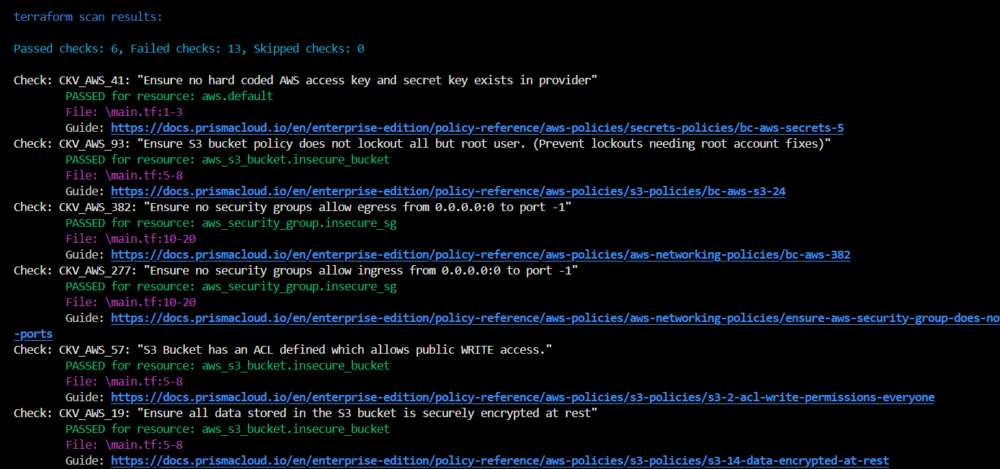 terraform scan results:
Passed checks: 6, Failed checks: 13, Skipped checks: 0
Check: CKV_AWS_41: "Ensure no hard coded AWS access key and secret key exists in provider"
PASSED for resource: aws.default
File: \main.tf:1-3
Guide: https://docs.prismacloud.io/en/enterprise-edition/policy-reference/aws-policies/secrets-policies/bc-aws-secrets-5
Check: CKV_AWS_93: "Ensure S3 bucket policy does not lockout all but root user. (Prevent lockouts needing root account fixes)"
PASSED for resource: aws_s3_bucket.insecure_bucket
File: \main.tf:5-8
Guide: https://docs.prismacloud.io/en/enterprise-edition/policy-reference/aws-policies/s3-policies/bc-aws-s3-24
Check: CKV_AWS_382: "Ensure no security groups allow egress from 0.0.0.0:0 to port -1"
PASSED for resource: aws_security_group.insecure_sg
File: \main.tf:10-20
Guide: https://docs.prismacloud.io/en/enterprise-edition/policy-reference/aws-policies/aws-networking-policies/bc-aws-382
Check: CKV_AWS_277: "Ensure no security groups allow ingress from 0.0.0.0:0 to port -1"
PASSED for resource: aws_security_group.insecure_sg
File: \main.tf:10-20
Guide: https://docs.prismacloud.io/en/enterprise-edition/policy-reference/aws-policies/aws-networking-policies/ensure-aws-security-group-does-no
-ports
Check: CKV_AWS_57: "S3 Bucket has an ACL defined which allows public WRITE access."
PASSED for resource: aws_s3_bucket.insecure_bucket
File: \main.tf:5-8
Guide: https://docs.prismacloud.io/en/enterprise-edition/policy-reference/aws-policies/s3-policies/s3-2-acl-write-permissions-everyone
Check: CKV_AWS_19: "Ensure all data stored in the S3 bucket is securely encrypted at rest"
PASSED for resource: aws_s3_bucket.insecure_bucket
File: \main.tf:5-8
Guide: https://docs.prismacloud.io/en/enterprise-edition/policy-reference/aws-policies/s3-policies/s3-14-data-encrypted-at-rest